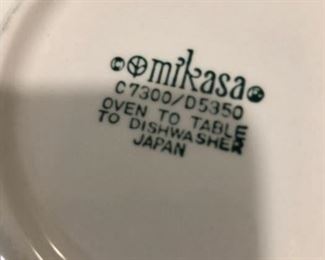 mikasa
C7300/D5350
OVEN TO TABLE
TO DISHWASHER
JAPAN